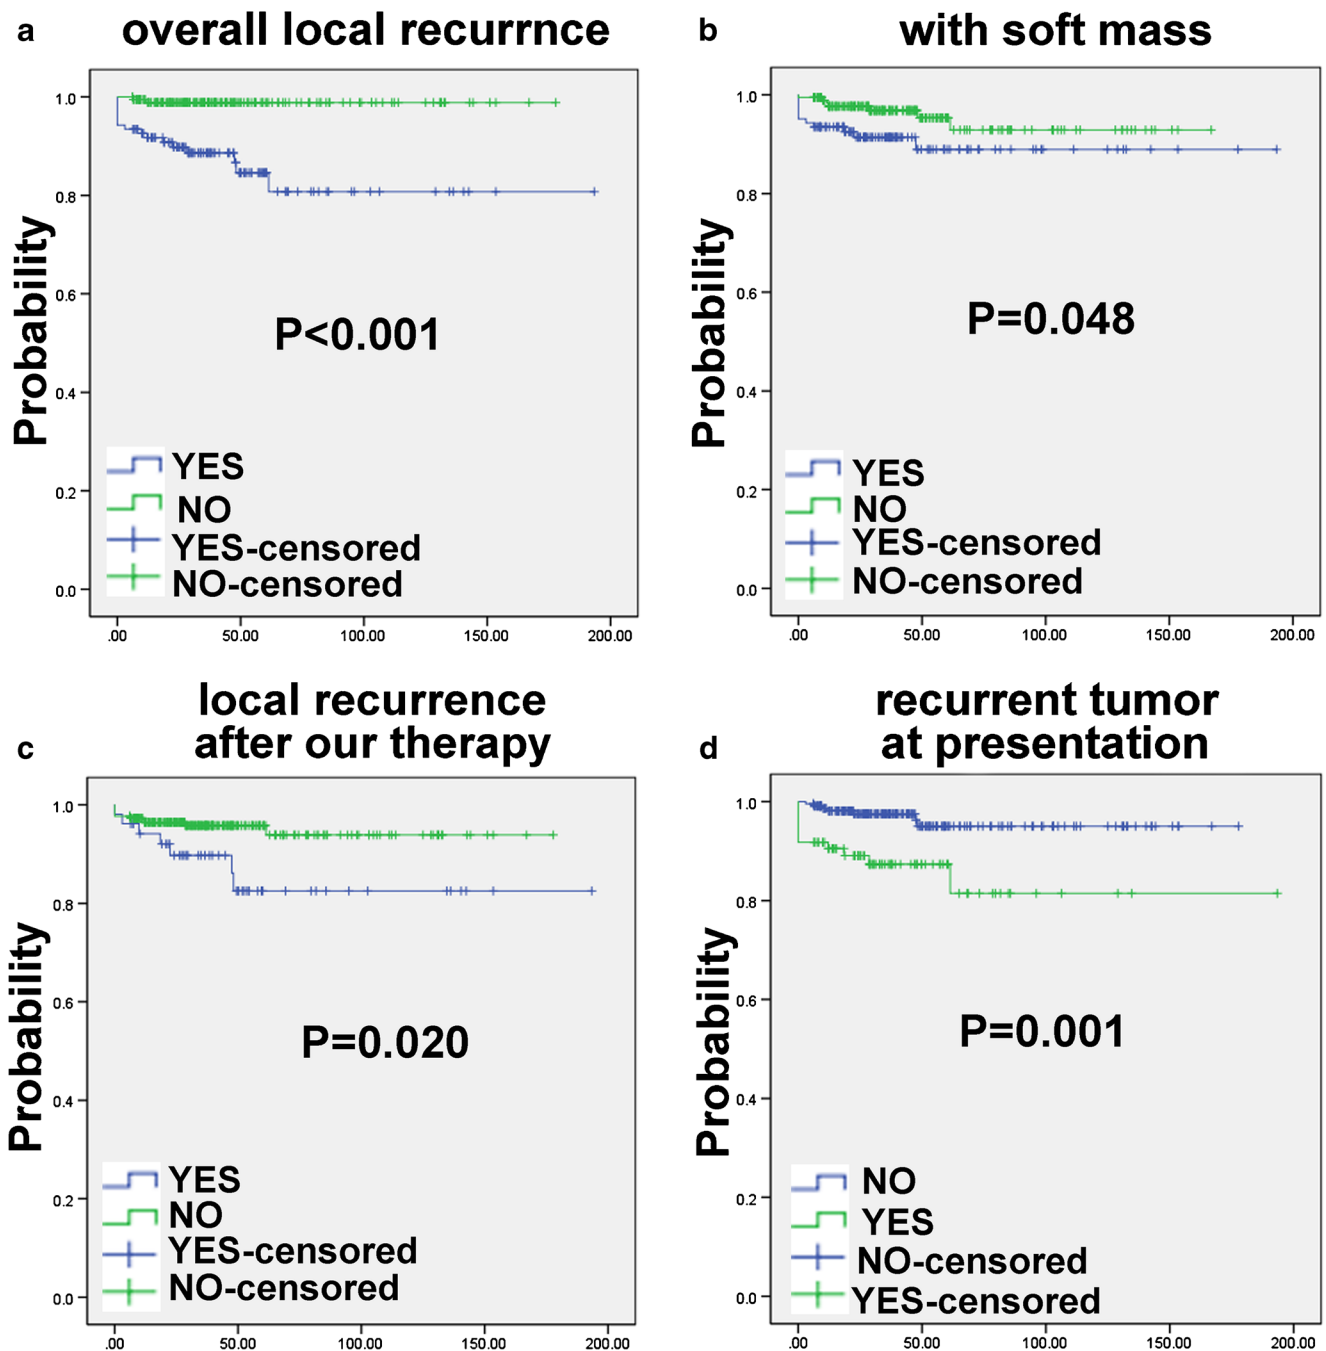 a overall local recurrnce
1.0
0.8
0.6
0.4
0.2
0.0
Probability
P<0.001
YES
NO
YES-censored
NO-censored
.00 50.00 100.00 150.00 200.00
b with soft mass
1.0
0.8
0.6
0.4
0.2
0.0
Probability
P=0.048
YES
NO
YES-censored
NO-censored
.00 50.00 100.00 150.00 200.00
c local recurrence
after our therapy
1.0
0.8
0.6
0.4
0.2
0.0
Probability
P=0.020
YES
NO
YES-censored
NO-censored
.00 50.00 100.00 150.00 200.00
d recurrent tumor
at presentation
1.0
0.8
0.6
0.4
0.2
0.0
Probability
P=0.001
NO
YES
NO-censored
YES-censored
.00 50.00 100.00 150.00 200.00